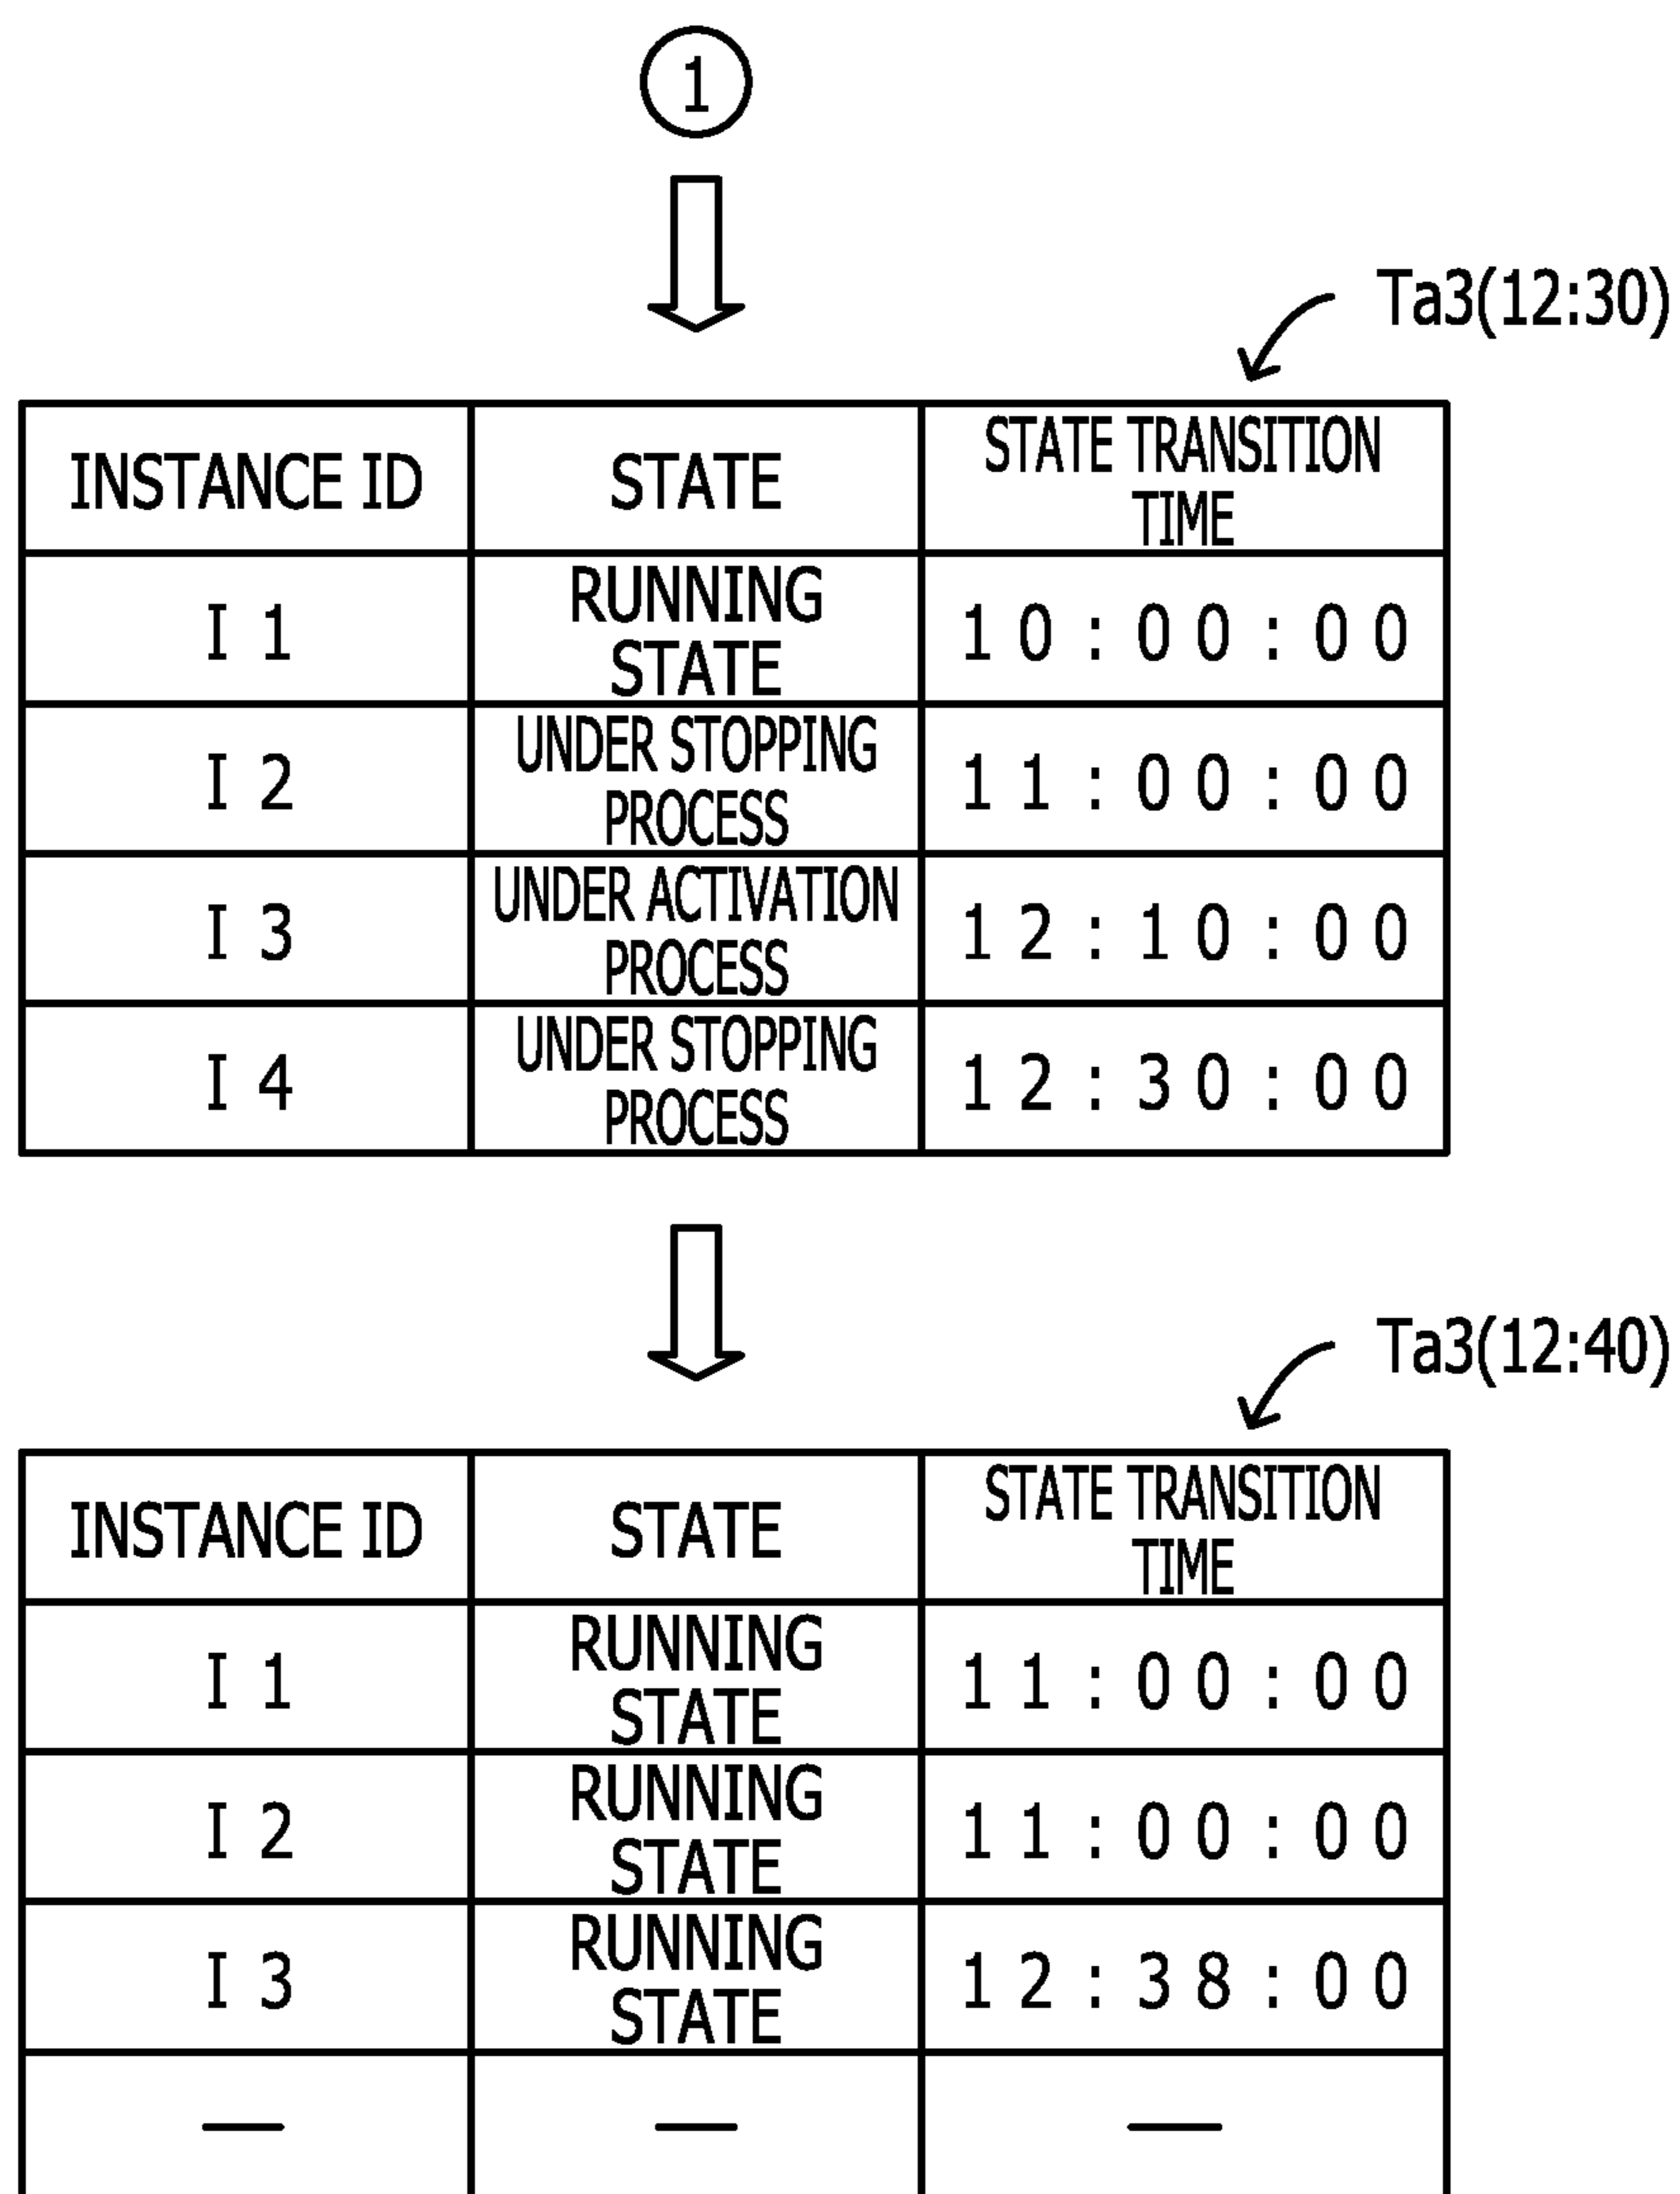 1
Ta3(12:30)
INSTANCE ID STATE STATE TRANSITION
TIME
I 1 RUNNING
STATE 10:00:00
I 2 UNDER STOPPING
PROCESS 11:00:00
I 3 UNDER ACTIVATION
PROCESS 12:10:00
I 4 UNDER STOPPING
PROCESS 12:30:00
Ta3(12:40)
INSTANCE ID STATE STATE TRANSITION
TIME
I 1 RUNNING
STATE 11:00:00
I 2 RUNNING
STATE 11:00:00
I 3 RUNNING
STATE 12:38:00
— — —